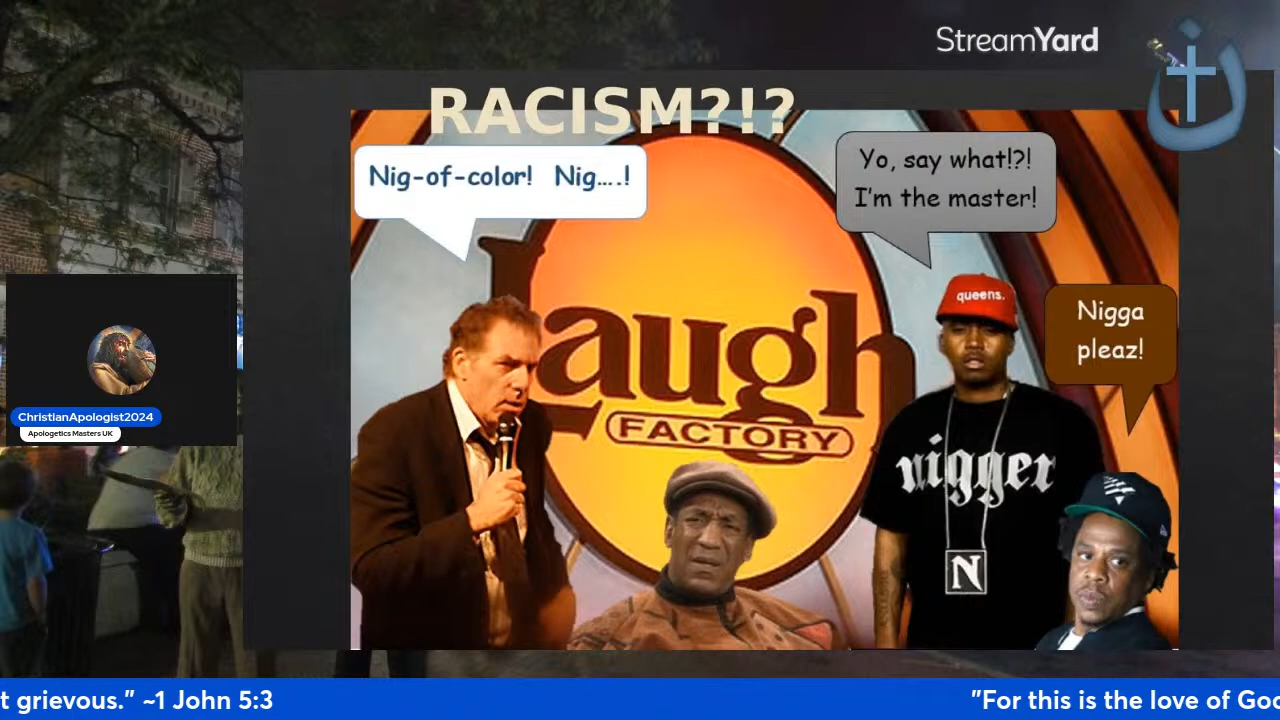 StreamYard
RACISM?!?
Nig-of-color! Nig....!
Yo, say what!?!
I'm the master!
queens.
Nigga
pleaz!
Laugh
FACTORY
nigger
N
ChristianApologist2024
Apologetics Masters UK
t grievous.” ~1 John 5:3
"For this is the love of Go